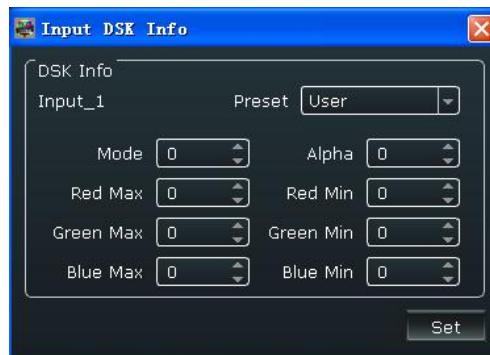 Input DSK Info
DSK Info
Input_1 Preset User
Mode 0 Alpha 0
Red Max 0 Red Min 0
Green Max 0 Green Min 0
Blue Max 0 Blue Min 0
Set